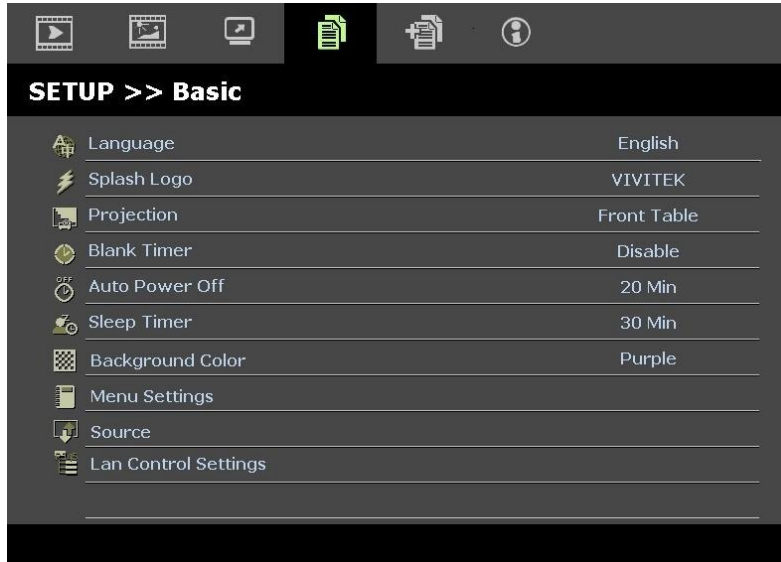 SETUP >> Basic
Language English
Splash Logo VIVITEK
Projection Front Table
Blank Timer Disable
OFF
Auto Power Off 20 Min
Sleep Timer 30 Min
Background Color Purple
Menu Settings
Source
Lan Control Settings